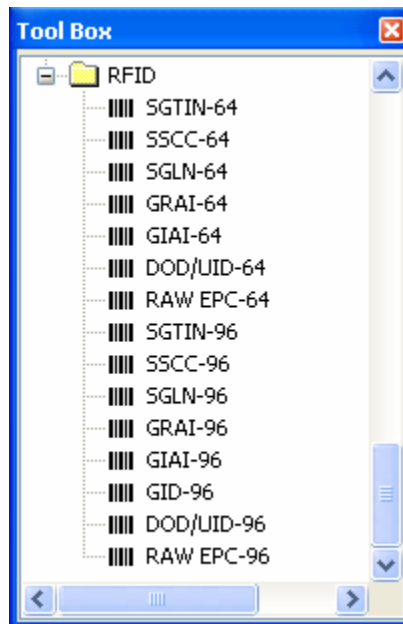 Tool Box
RFID
SGTIN-64
SSCC-64
SGLN-64
GRAI-64
GIAI-64
DOD/UID-64
RAW EPC-64
SGTIN-96
SSCC-96
SGLN-96
GRAI-96
GIAI-96
GID-96
DOD/UID-96
RAW EPC-96